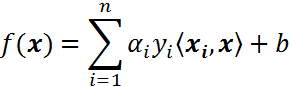 f(x) = ∑_{i=1}^{n} α_i y_i⟨x_i, x⟩ + b